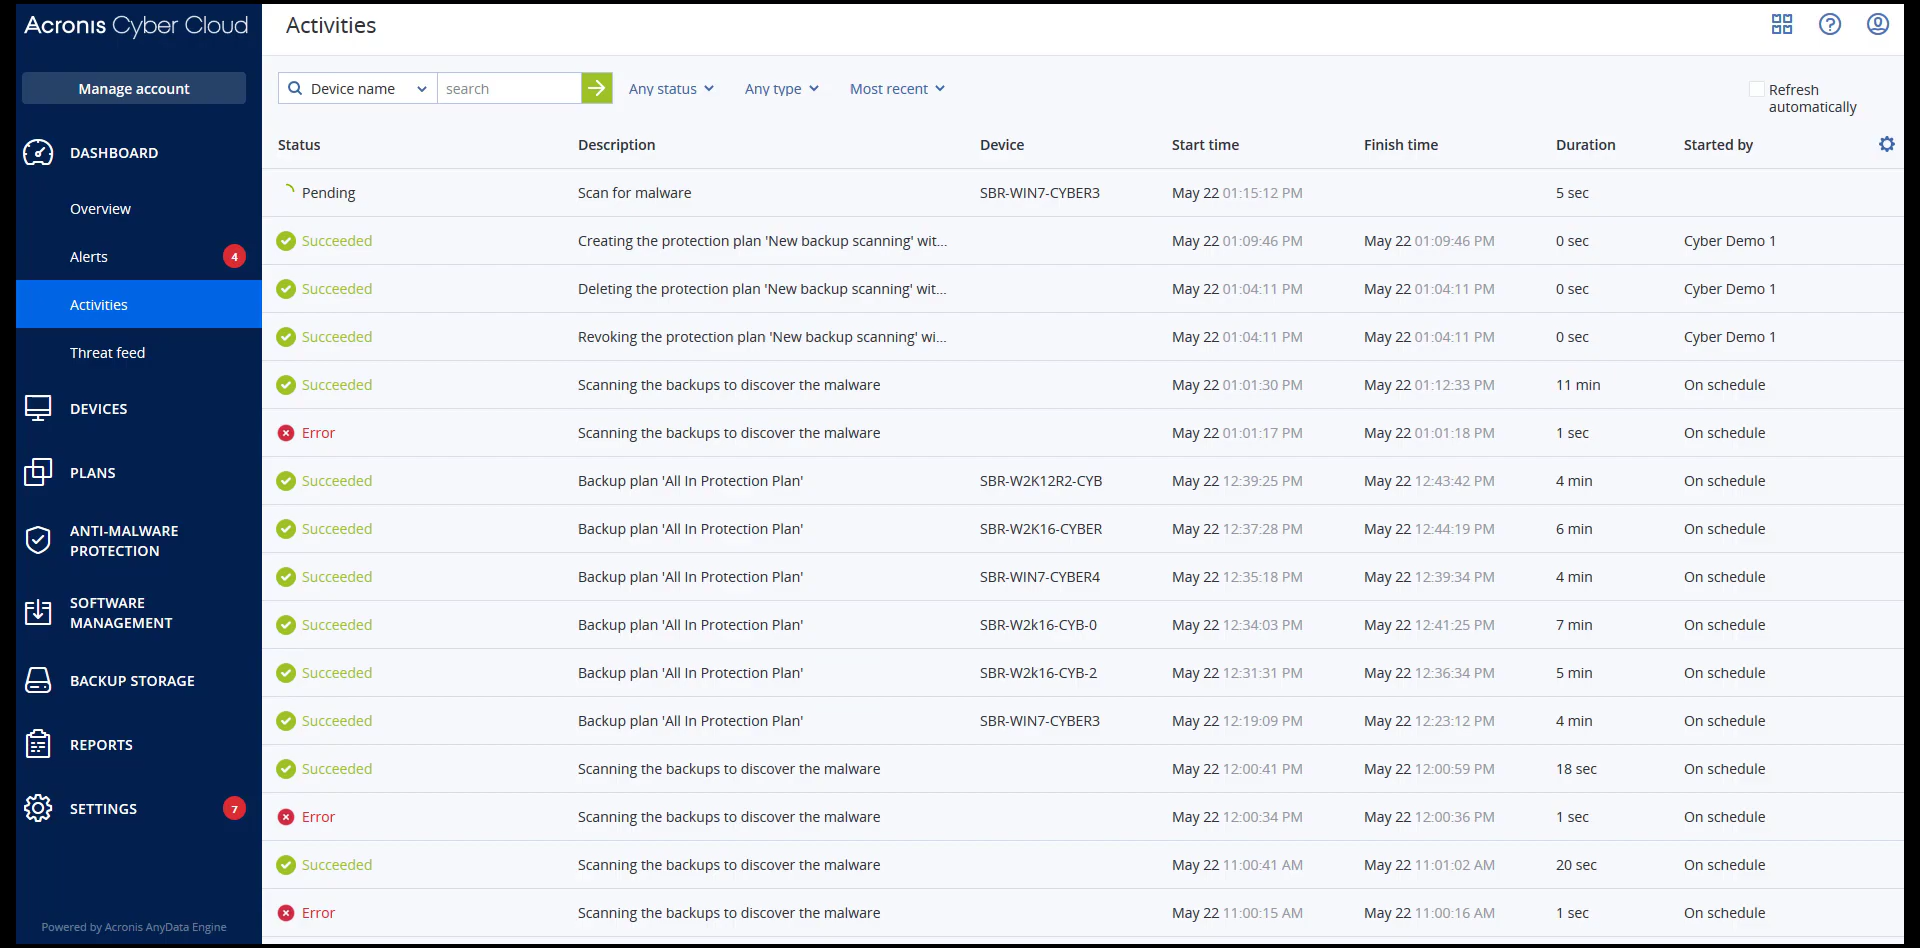 Acronis Cyber Cloud
Activities
Manage account
Device name search Any status Any type Most recent Refresh automatically
DASHBOARD
Overview
Alerts 4
Activities
Threat feed
DEVICES
PLANS
ANTI-MALWARE
PROTECTION
SOFTWARE
MANAGEMENT
BACKUP STORAGE
REPORTS
SETTINGS 7
Powered by Acronis AnyData Engine
Status Description Device Start time Finish time Duration Started by
Pending Scan for malware SBR-WIN7-CYBER3 May 22 01:15:12 PM 5 sec
Succeeded Creating the protection plan 'New backup scanning' wit... May 22 01:09:46 PM May 22 01:09:46 PM 0 sec Cyber Demo 1
Succeeded Deleting the protection plan 'New backup scanning' wit... May 22 01:04:11 PM May 22 01:04:11 PM 0 sec Cyber Demo 1
Succeeded Revoking the protection plan 'New backup scanning' wi... May 22 01:04:11 PM May 22 01:04:11 PM 0 sec Cyber Demo 1
Succeeded Scanning the backups to discover the malware May 22 01:01:30 PM May 22 01:12:33 PM 11 min On schedule
Error Scanning the backups to discover the malware May 22 01:01:17 PM May 22 01:01:18 PM 1 sec On schedule
Succeeded Backup plan 'All In Protection Plan' SBR-W2K12R2-CYB May 22 12:39:25 PM May 22 12:43:42 PM 4 min On schedule
Succeeded Backup plan 'All In Protection Plan' SBR-W2K16-CYBER May 22 12:37:28 PM May 22 12:44:19 PM 6 min On schedule
Succeeded Backup plan 'All In Protection Plan' SBR-WIN7-CYBER4 May 22 12:35:18 PM May 22 12:39:34 PM 4 min On schedule
Succeeded Backup plan 'All In Protection Plan' SBR-W2k16-CYB-0 May 22 12:34:03 PM May 22 12:41:25 PM 7 min On schedule
Succeeded Backup plan 'All In Protection Plan' SBR-W2k16-CYB-2 May 22 12:31:31 PM May 22 12:36:34 PM 5 min On schedule
Succeeded Backup plan 'All In Protection Plan' SBR-WIN7-CYBER3 May 22 12:19:09 PM May 22 12:23:12 PM 4 min On schedule
Succeeded Scanning the backups to discover the malware May 22 12:00:41 PM May 22 12:00:59 PM 18 sec On schedule
Error Scanning the backups to discover the malware May 22 12:00:34 PM May 22 12:00:36 PM 1 sec On schedule
Succeeded Scanning the backups to discover the malware May 22 11:00:41 AM May 22 11:01:02 AM 20 sec On schedule
Error Scanning the backups to discover the malware May 22 11:00:15 AM May 22 11:00:16 AM 1 sec On schedule